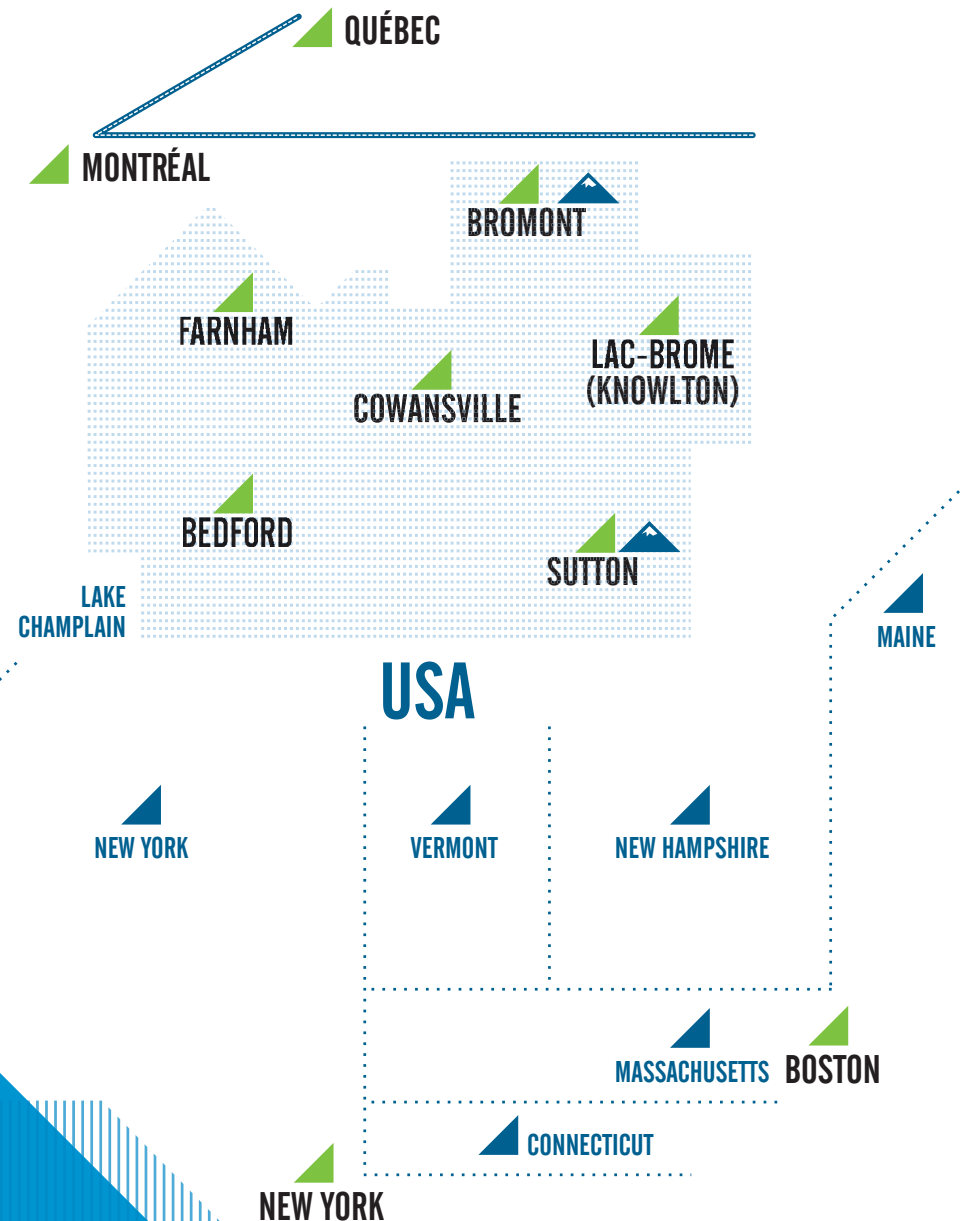 QUÉBEC
MONTRÉAL
BROMONT
FARNHAM
LAC-BROME
(KNOWLTON)
COWANSVILLE
BEDFORD
SUTTON
LAKE
CHAMPLAIN
MAINE
USA
NEW YORK
VERMONT
NEW HAMPSHIRE
MASSACHUSETTS
BOSTON
CONNECTICUT
NEW YORK